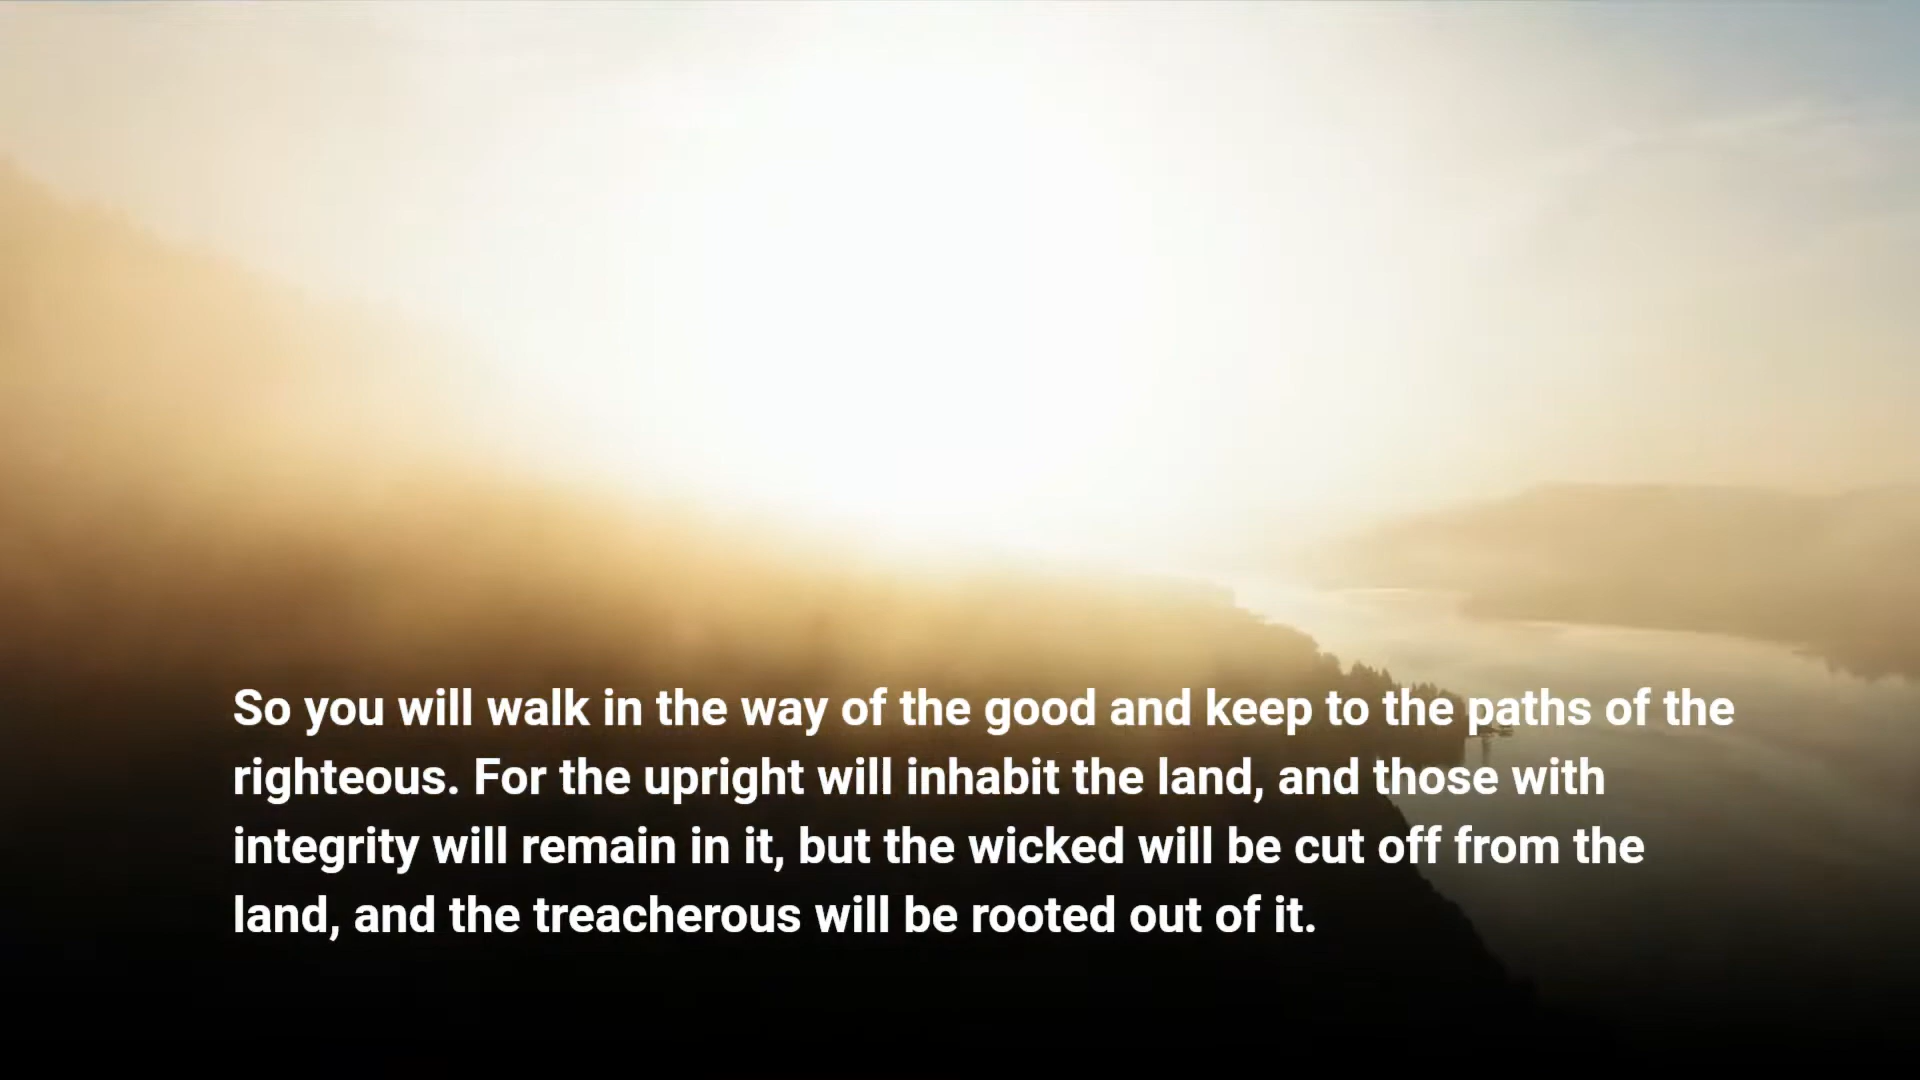 So you will walk in the way of the good and keep to the paths of the
righteous. For the upright will inhabit the land, and those with
integrity will remain in it, but the wicked will be cut off from the
land, and the treacherous will be rooted out of it.